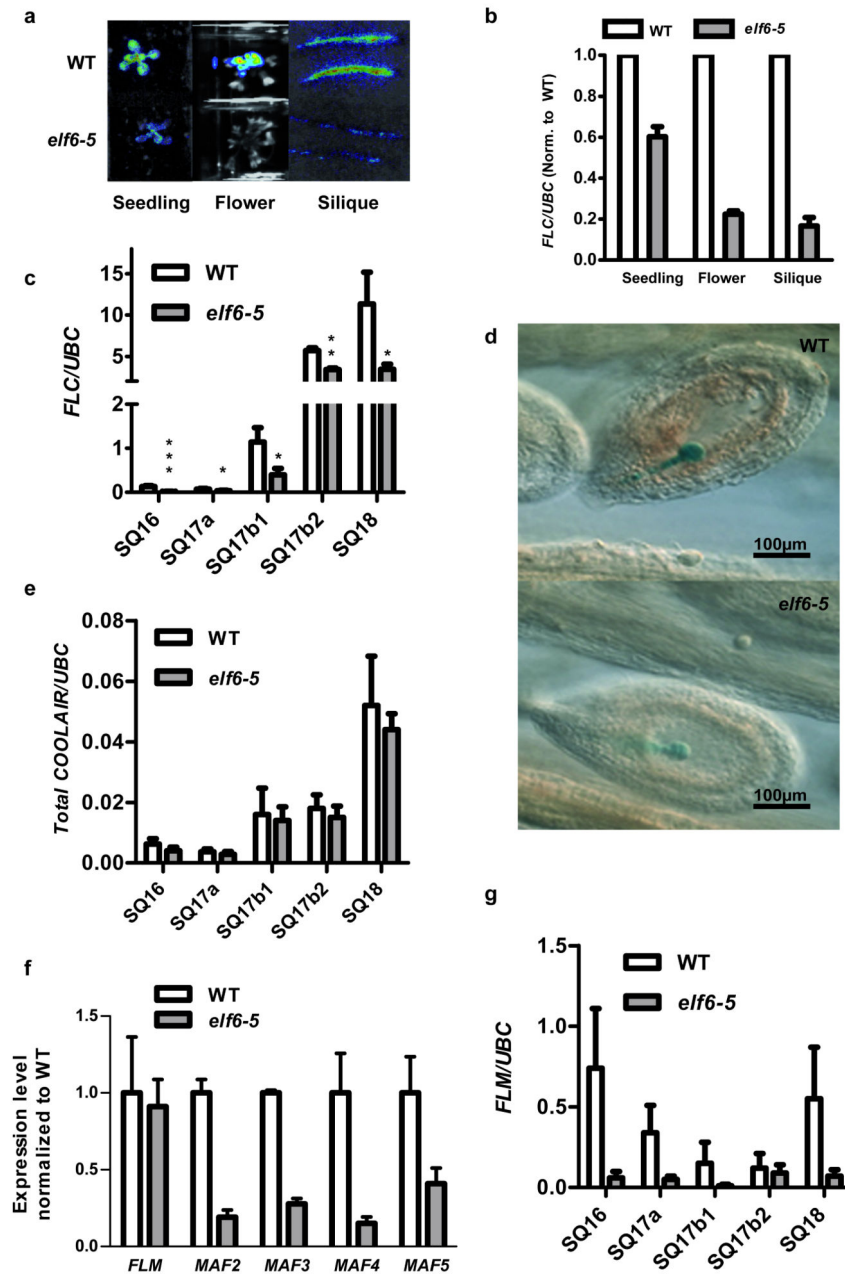 a
WT
elf6-5
Seedling Flower Silique
b
WT elf6-5
FLC/UBC (Norm. to WT)
1.0
0.8
0.6
0.4
0.2
0.0
Seedling Flower Silique
c
WT
elf6-5
FLC/UBC
15
10
5
2
1
0
***
*
*
**
*
SQ16 SQ17a SQ17b1 SQ17b2 SQ18
d
WT
100µm
elf6-5
100µm
e
WT
elf6-5
Total COOLAIR/UBC
0.08
0.06
0.04
0.02
0.00
SQ16 SQ17a SQ17b1 SQ17b2 SQ18
f
WT
elf6-5
Expression level
normalized to WT
1.5
1.0
0.5
0.0
FLM MAF2 MAF3 MAF4 MAF5
g
WT
elf6-5
FLM/UBC
1.5
1.0
0.5
0.0
SQ16 SQ17a SQ17b1 SQ17b2 SQ18